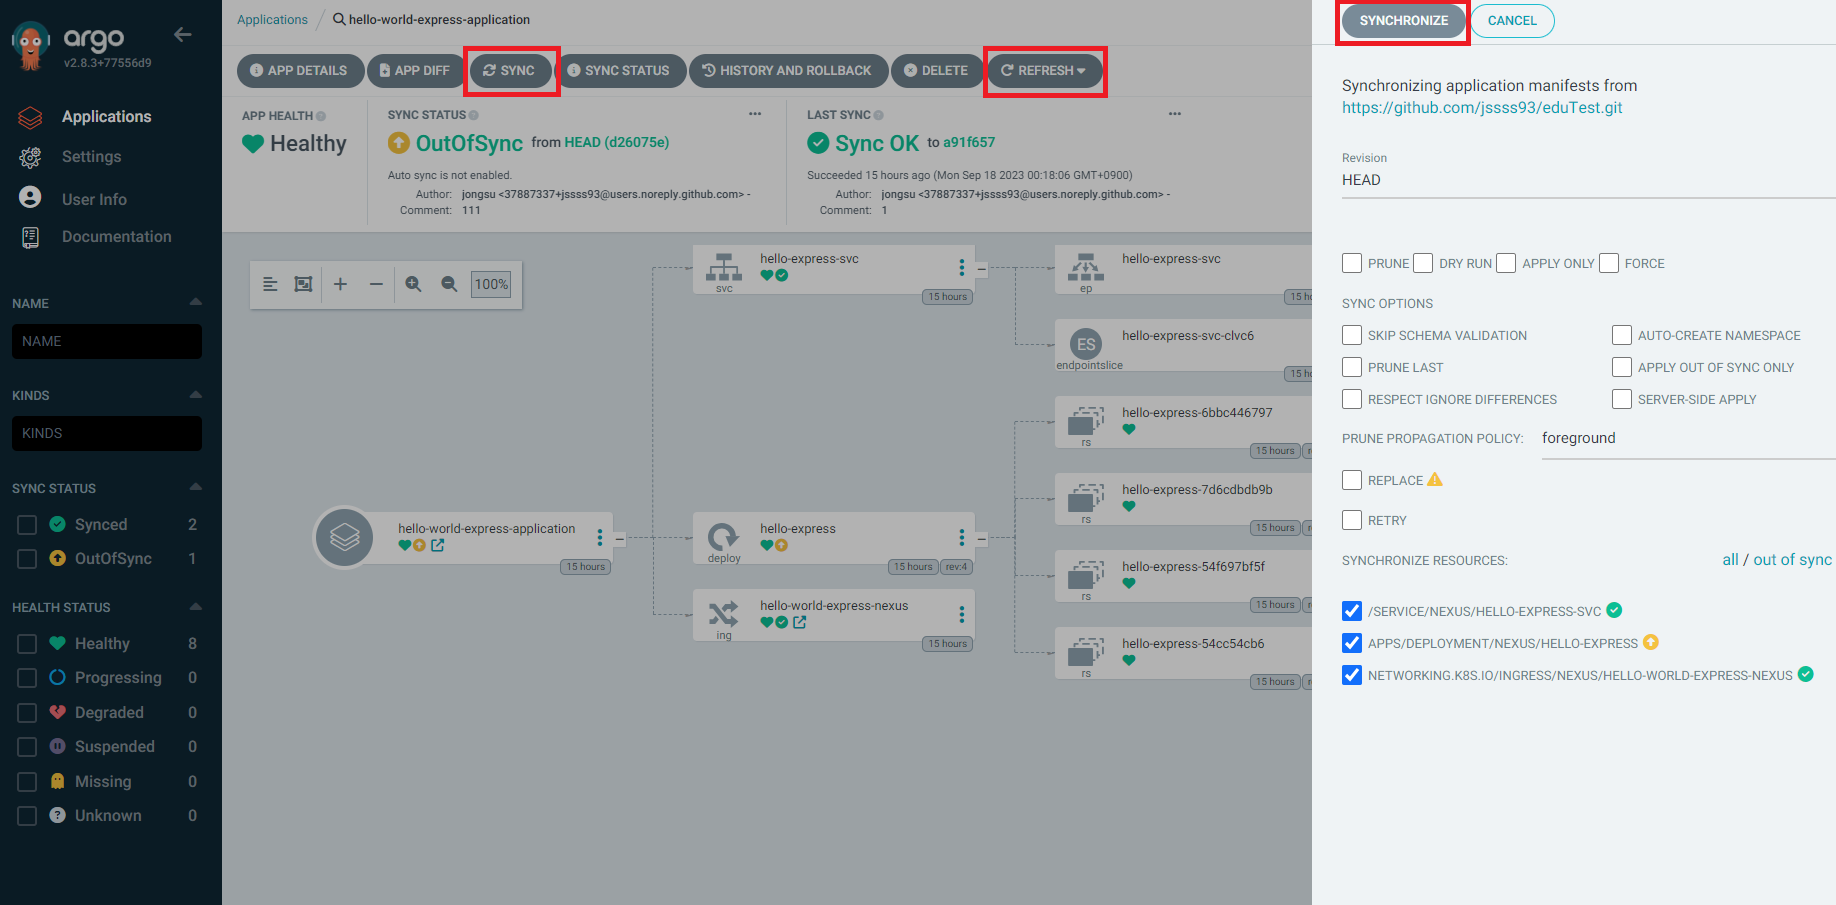 argo
v2.8.3+77556d9
Applications
Settings
User Info
Documentation
NAME
NAME
KINDS
KINDS
SYNC STATUS
Synced 2
OutOfSync 1
HEALTH STATUS
Healthy 8
Progressing 0
Degraded 0
Suspended 0
Missing 0
Unknown 0
Applications / hello-world-express-application
APP DETAILS APP DIFF SYNC SYNC STATUS HISTORY AND ROLLBACK DELETE REFRESH
APP HEALTH
Healthy
SYNC STATUS
OutOfSync from HEAD (d26075e)
Auto sync is not enabled.
Author: jongsu <37887337+jssss93@users.noreply.github.com> -
Comment: 111
LAST SYNC
Sync OK to a91f657
Succeeded 15 hours ago (Mon Sep 18 2023 00:18:06 GMT+0900)
Author: jongsu <37887337+jssss93@users.noreply.github.com> -
Comment: 1
100%
hello-world-express-application
15 hours
hello-express-svc
svc
15 hours
hello-express
deploy
15 hours rev:4
hello-world-express-nexus
ing
15 hours
hello-express-svc
ep
15 h
hello-express-svc-clvc6
ES
endpointslice
15 h
hello-express-6bbc446797
rs
15 hours r
hello-express-7d6cdbdb9b
rs
15 hours r
hello-express-54f697bf5f
rs
15 hours r
hello-express-54cc54cb6
rs
15 hours r
SYNCHRONIZE CANCEL
Synchronizing application manifests from
https://github.com/jssss93/eduTest.git
Revision
HEAD
PRUNE DRY RUN APPLY ONLY FORCE
SYNC OPTIONS
SKIP SCHEMA VALIDATION AUTO-CREATE NAMESPACE
PRUNE LAST APPLY OUT OF SYNC ONLY
RESPECT IGNORE DIFFERENCES SERVER-SIDE APPLY
PRUNE PROPAGATION POLICY: foreground
REPLACE
RETRY
SYNCHRONIZE RESOURCES: all / out of sync
/SERVICE/NEXUS/HELLO-EXPRESS-SVC
APPS/DEPLOYMENT/NEXUS/HELLO-EXPRESS
NETWORKING.K8S.IO/INGRESS/NEXUS/HELLO-WORLD-EXPRESS-NEXUS